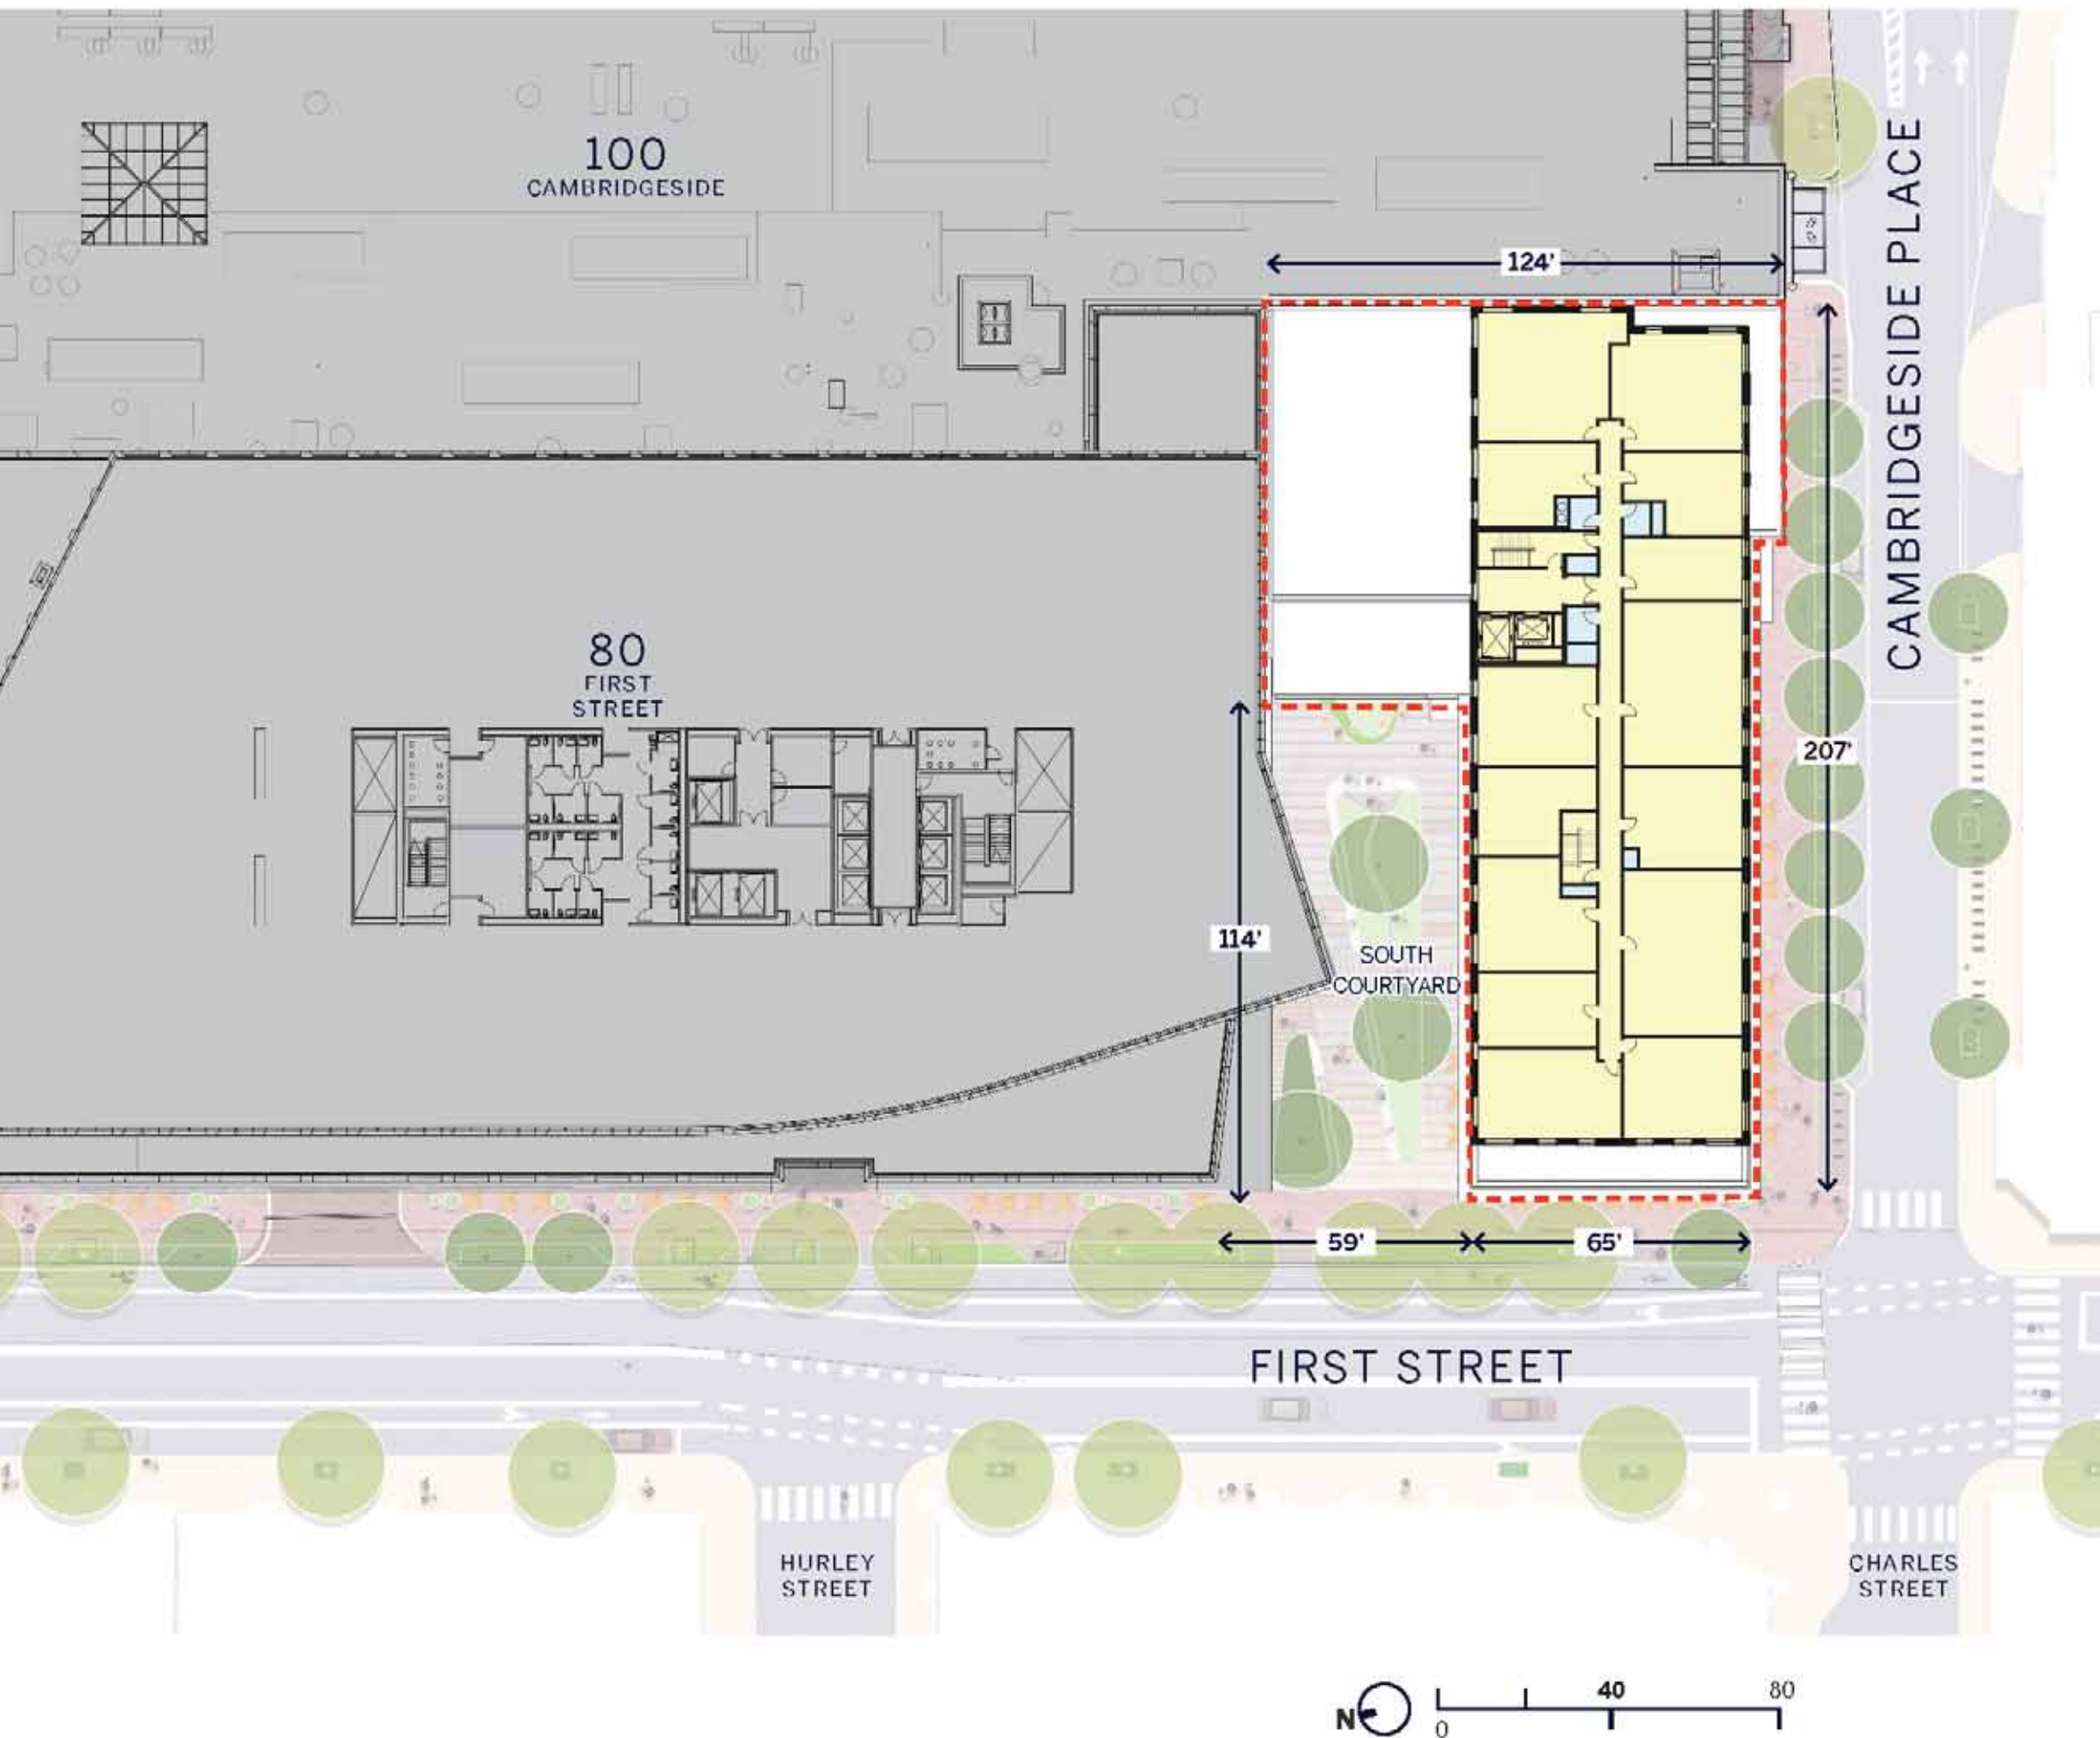 100
CAMBRIDGESIDE
CAMBRIDGESIDE PLACE
124'
80
FIRST
STREET
207'
114'
SOUTH
COURTYARD
59'
65'
FIRST STREET
HURLEY
STREET
CHARLES
STREET
N
0
40
80